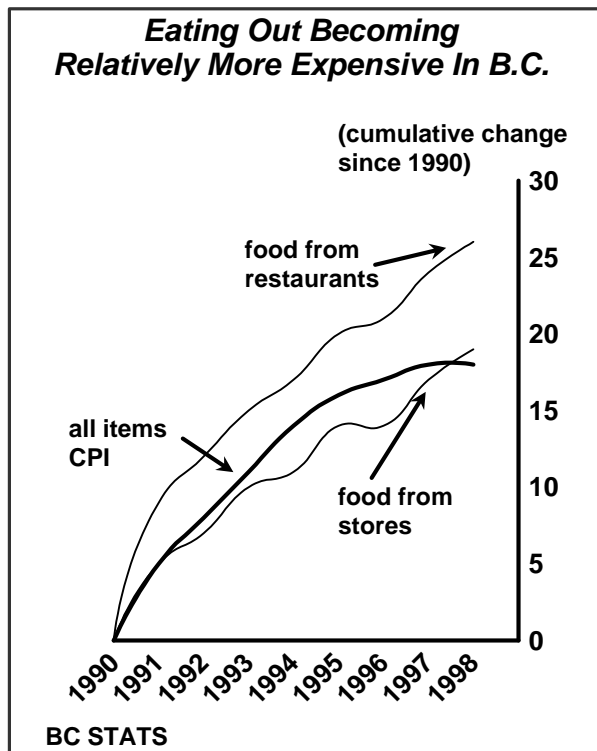 Eating Out Becoming
Relatively More Expensive In B.C.
(cumulative change
since 1990)
30
food from
restaurants
25
20
all items
CPI
15
food from
stores
10
5
0
1990
1991
1992
1993
1994
1995
1996
1997
1998
BC STATS